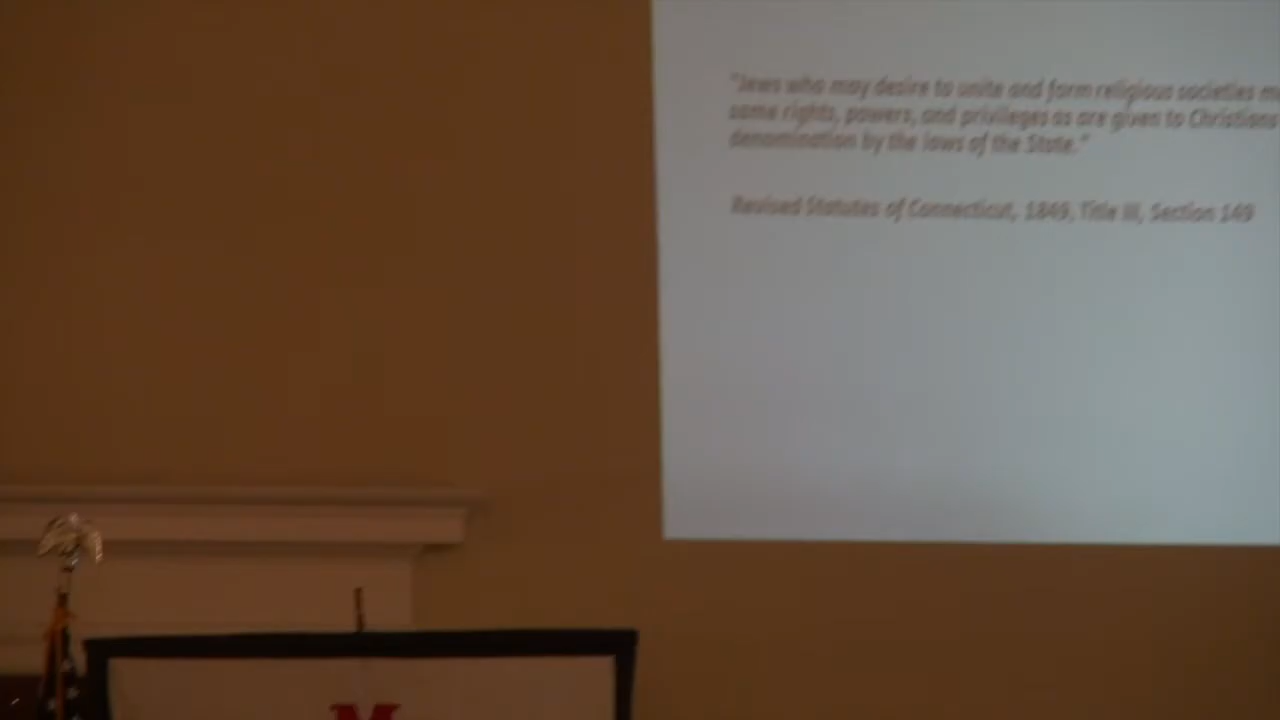 "Jews who may desire to unite and form religious societies
same rights, powers, and privileges as are given to Christians
denomination by the laws of the State."
Revised Statutes of Connecticut, 1849, Title III, Section 149
M